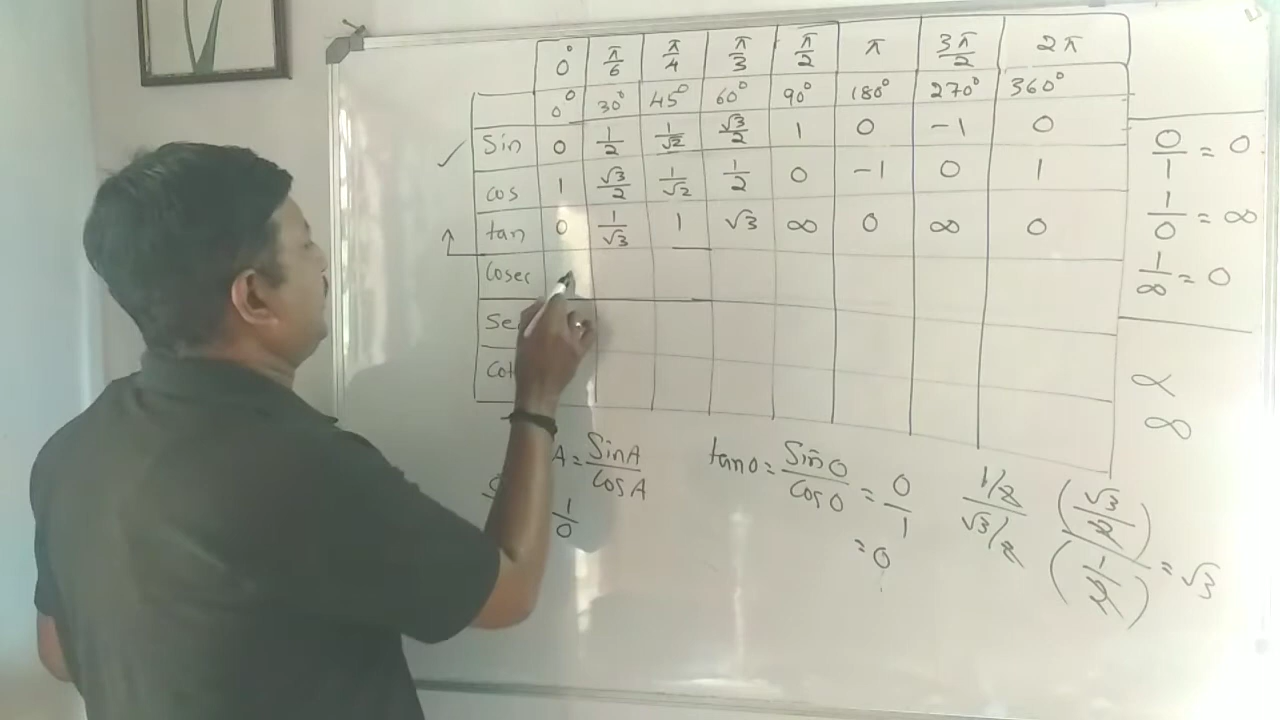 0° π/6 π/4 π/3 π/2 π 3π/2 2π
0° 30° 45° 60° 90° 180° 270° 360°
Sin 0 1/2 1/√2 √3/2 1 0 -1 0
cos 1 √3/2 1/√2 1/2 0 -1 0 1
tan 0 1/√3 1 √3 ∞ 0 ∞ 0
Cosec
Cot
0/1 = 0
1/0 = ∞
1/∞ = 0
∞
A = SinA/CosA
1/0
tan0 = Sin0/Cos0 = 0/1
= 0
1/2
√3/2
(√3/2)
(1/2)
= √3